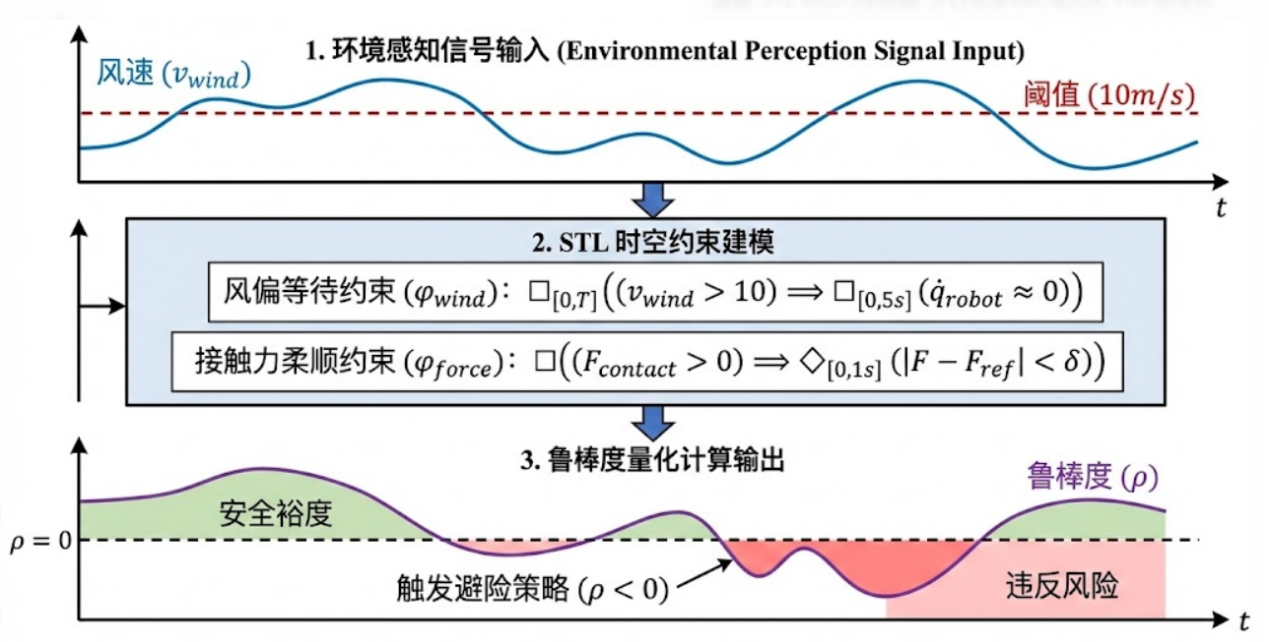 1. 环境感知信号输入 (Environmental Perception Signal Input)
风速 (v_wind)
阈值 (10m/s)
t
2. STL 时空约束建模
风偏等待约束 (φ_wind): □_[0,T]((v_wind > 10) ⟹ □_[0,5s](q̇_robot ≈ 0))
接触力柔顺约束 (φ_force): □((F_contact > 0) ⟹ ◇_[0,1s](|F − F_ref| < δ))
3. 鲁棒度量化计算输出
鲁棒度 (ρ)
安全裕度
ρ = 0
触发避险策略 (ρ < 0)
违反风险
t